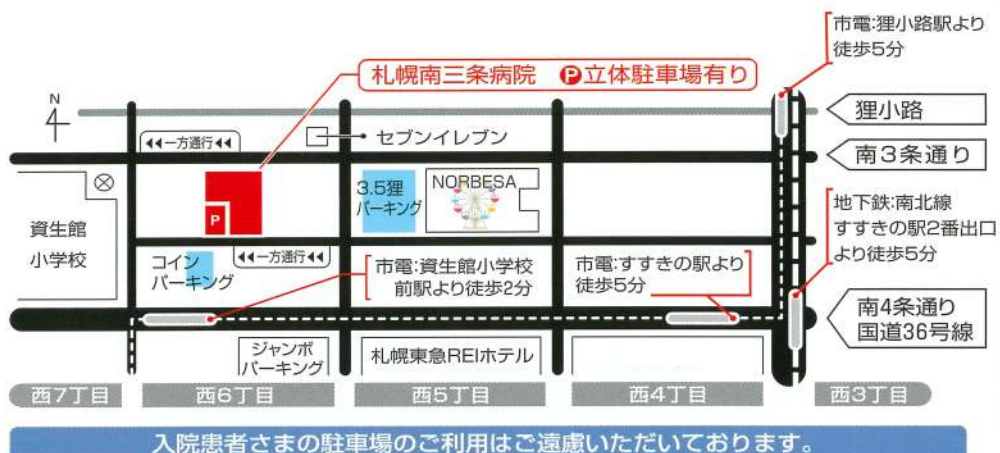 市電:狸小路駅より
徒歩5分
札幌南三条病院 P立体駐車場有り
N
狸小路
一方通行
セブンイレブン
南3条通り
資生館
小学校
P
3.5狸
パーキング
NORBESA
地下鉄:南北線
すすきの駅2番出口
より徒歩5分
コイン
パーキング
一方通行
市電:資生館小学校
前駅より徒歩2分
市電:すすきの駅より
徒歩5分
南4条通り
国道36号線
ジャンボ
パーキング
札幌東急REIホテル
西7丁目
西6丁目
西5丁目
西4丁目
西3丁目
入院患者さまの駐車場のご利用はご遠慮いただいております。